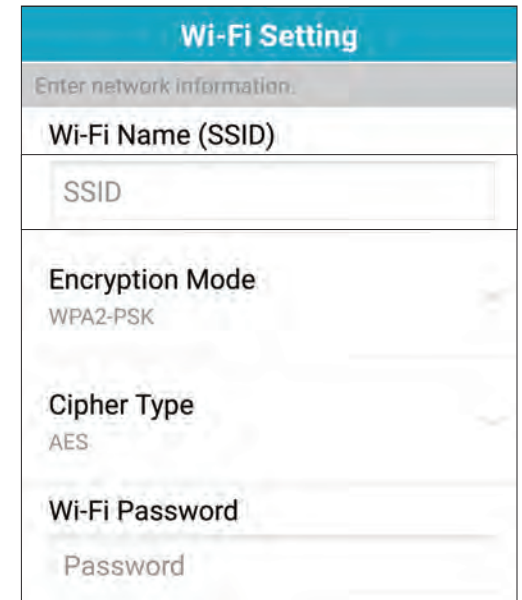 Wi-Fi Setting
Enter network information.
Wi-Fi Name (SSID)
SSID
Encryption Mode
WPA2-PSK
Cipher Type
AES
Wi-Fi Password
Password